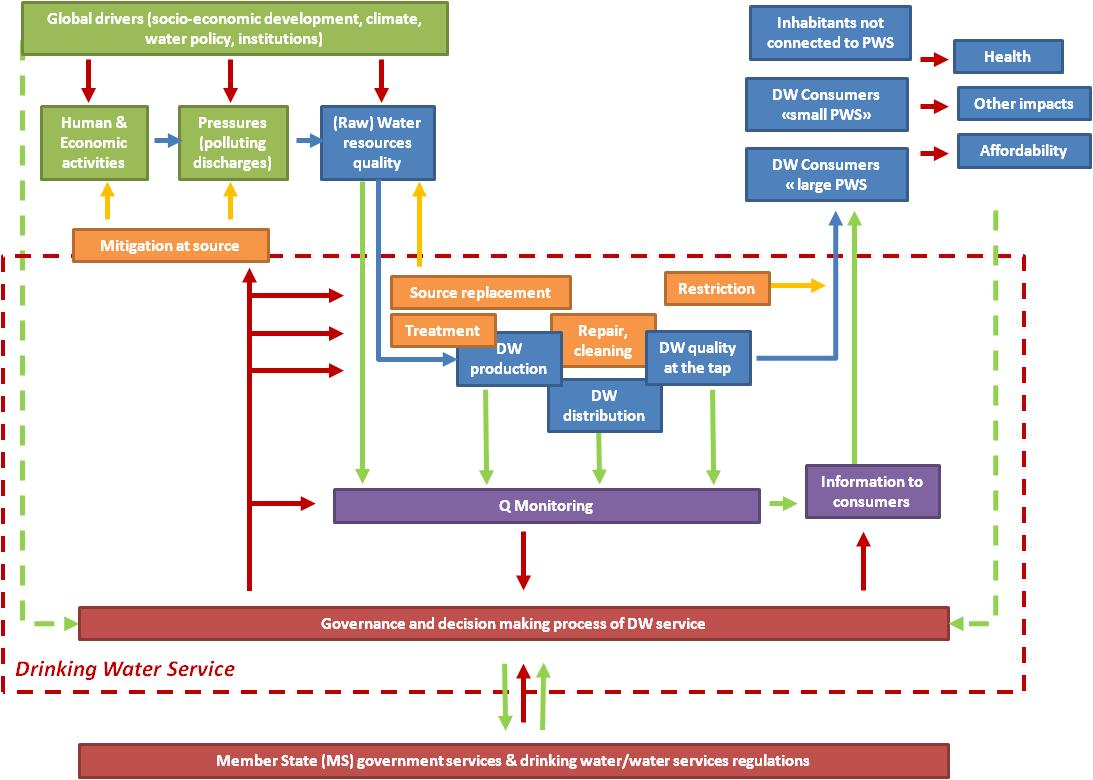 Global drivers (socio-economic development, climate,
water policy, institutions)
Inhabitants not
connected to PWS
Health
DW Consumers
«small PWS»
Other impacts
Human &
Economic
activities
Pressures
(polluting
discharges)
(Raw) Water
resources
quality
Affordability
DW Consumers
« large PWS
Mitigation at source
Source replacement
Restriction
Treatment
Repair,
cleaning
DW
production
DW quality
at the tap
DW
distribution
Q Monitoring
Information to
consumers
Governance and decision making process of DW service
Drinking Water Service
Member State (MS) government services & drinking water/water services regulations